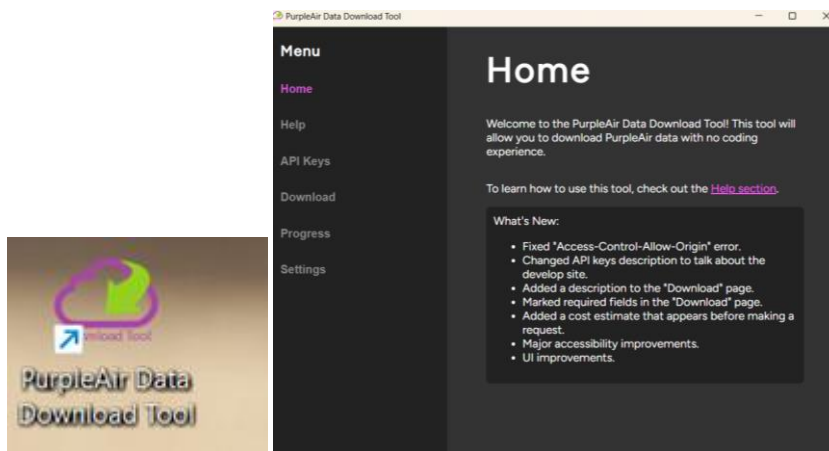 PurpleAir Data Download Tool
Menu
Home
Help
API Keys
Download
Progress
Settings
Home
Welcome to the PurpleAir Data Download Tool! This tool will
allow you to download PurpleAir data with no coding
experience.
To learn how to use this tool, check out the Help section.
What's New:
• Fixed "Access-Control-Allow-Origin" error.
• Changed API keys description to talk about the
develop site.
• Added a description to the "Download" page.
• Marked required fields in the "Download" page.
• Added a cost estimate that appears before making a
request.
• Major accessibility improvements.
• UI improvements.
Tool
PurpleAir Data
Download Tool